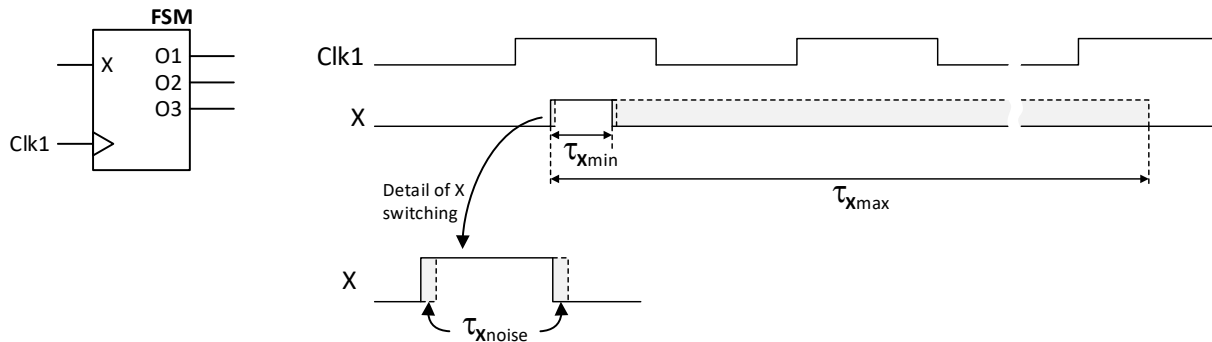 FSM
X
O1
O2
O3
Clk1
Clk1
X
τxmin
τxmax
Detail of X
switching
X
τxnoise